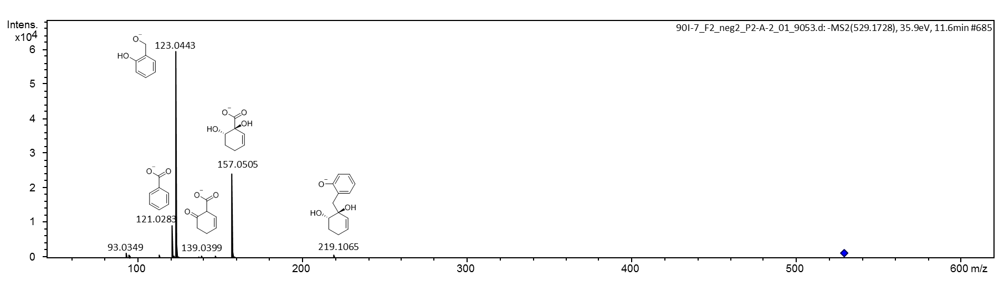 Intens.
x10⁴
90I-7_F2_neg2_P2-A-2_01_9053.d: -MS2(529.1728), 35.9eV, 11.6min #685
O⁻
HO
123.0443
6
5
4
3
2
1
0
O⁻
O
HO
OH
157.0505
O⁻
O
121.0283
O⁻
O
O
139.0399
93.0349
O⁻
HO
OH
219.1065
100
200
300
400
500
600 m/z